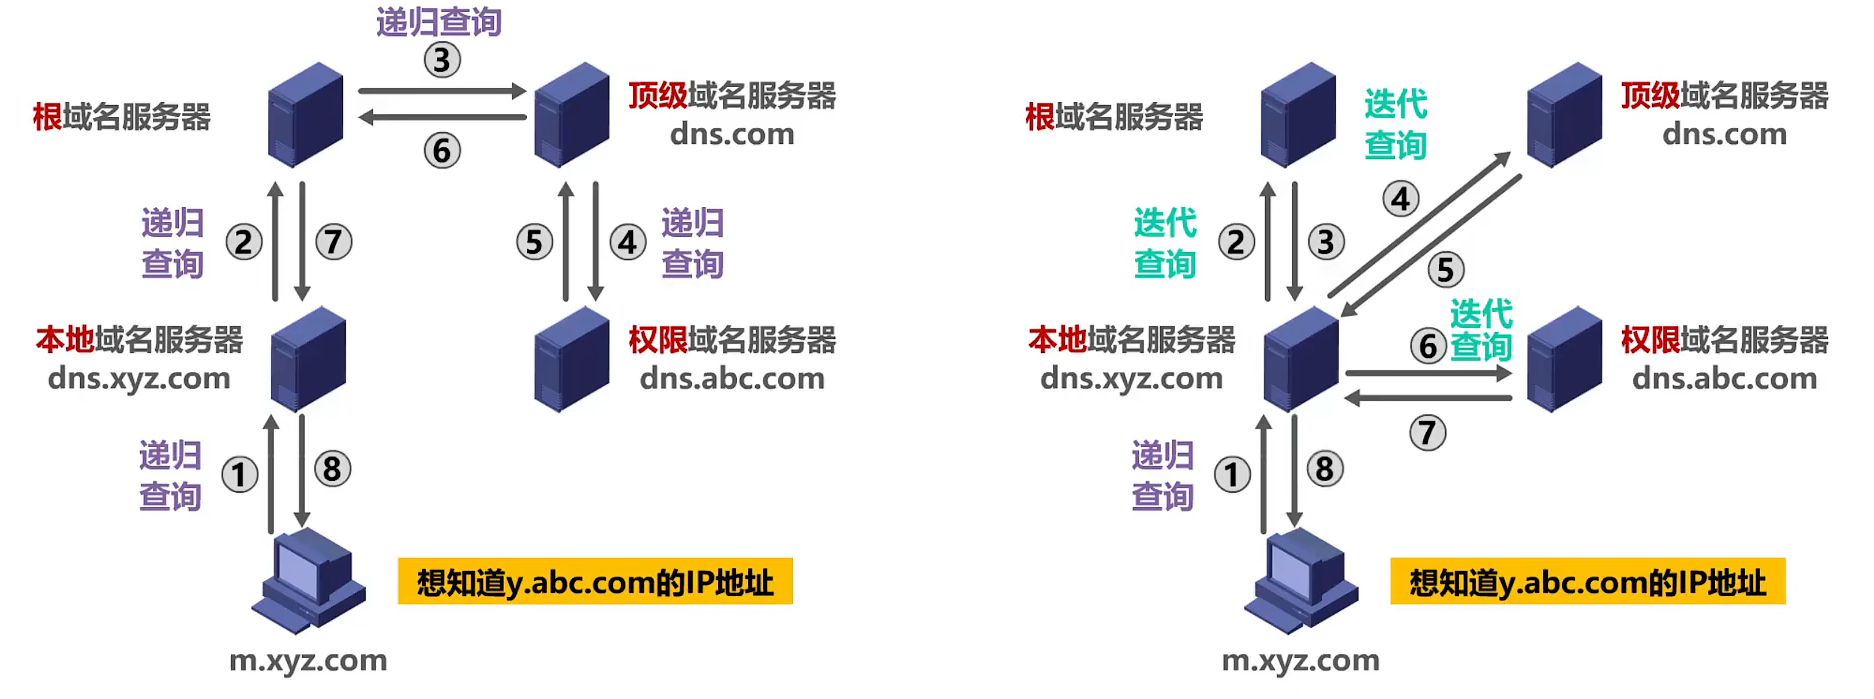 递归查询
③
根域名服务器
顶级域名服务器
dns.com
⑥
递归
查询
②
⑦
⑤
④
递归
查询
本地域名服务器
dns.xyz.com
权限域名服务器
dns.abc.com
递归
查询
①
⑧
想知道y.abc.com的IP地址
m.xyz.com
根域名服务器
迭代
查询
顶级域名服务器
dns.com
④
迭代
查询
②
③
⑤
本地域名服务器
dns.xyz.com
迭代
查询
⑥
权限域名服务器
dns.abc.com
⑦
递归
查询
①
⑧
想知道y.abc.com的IP地址
m.xyz.com